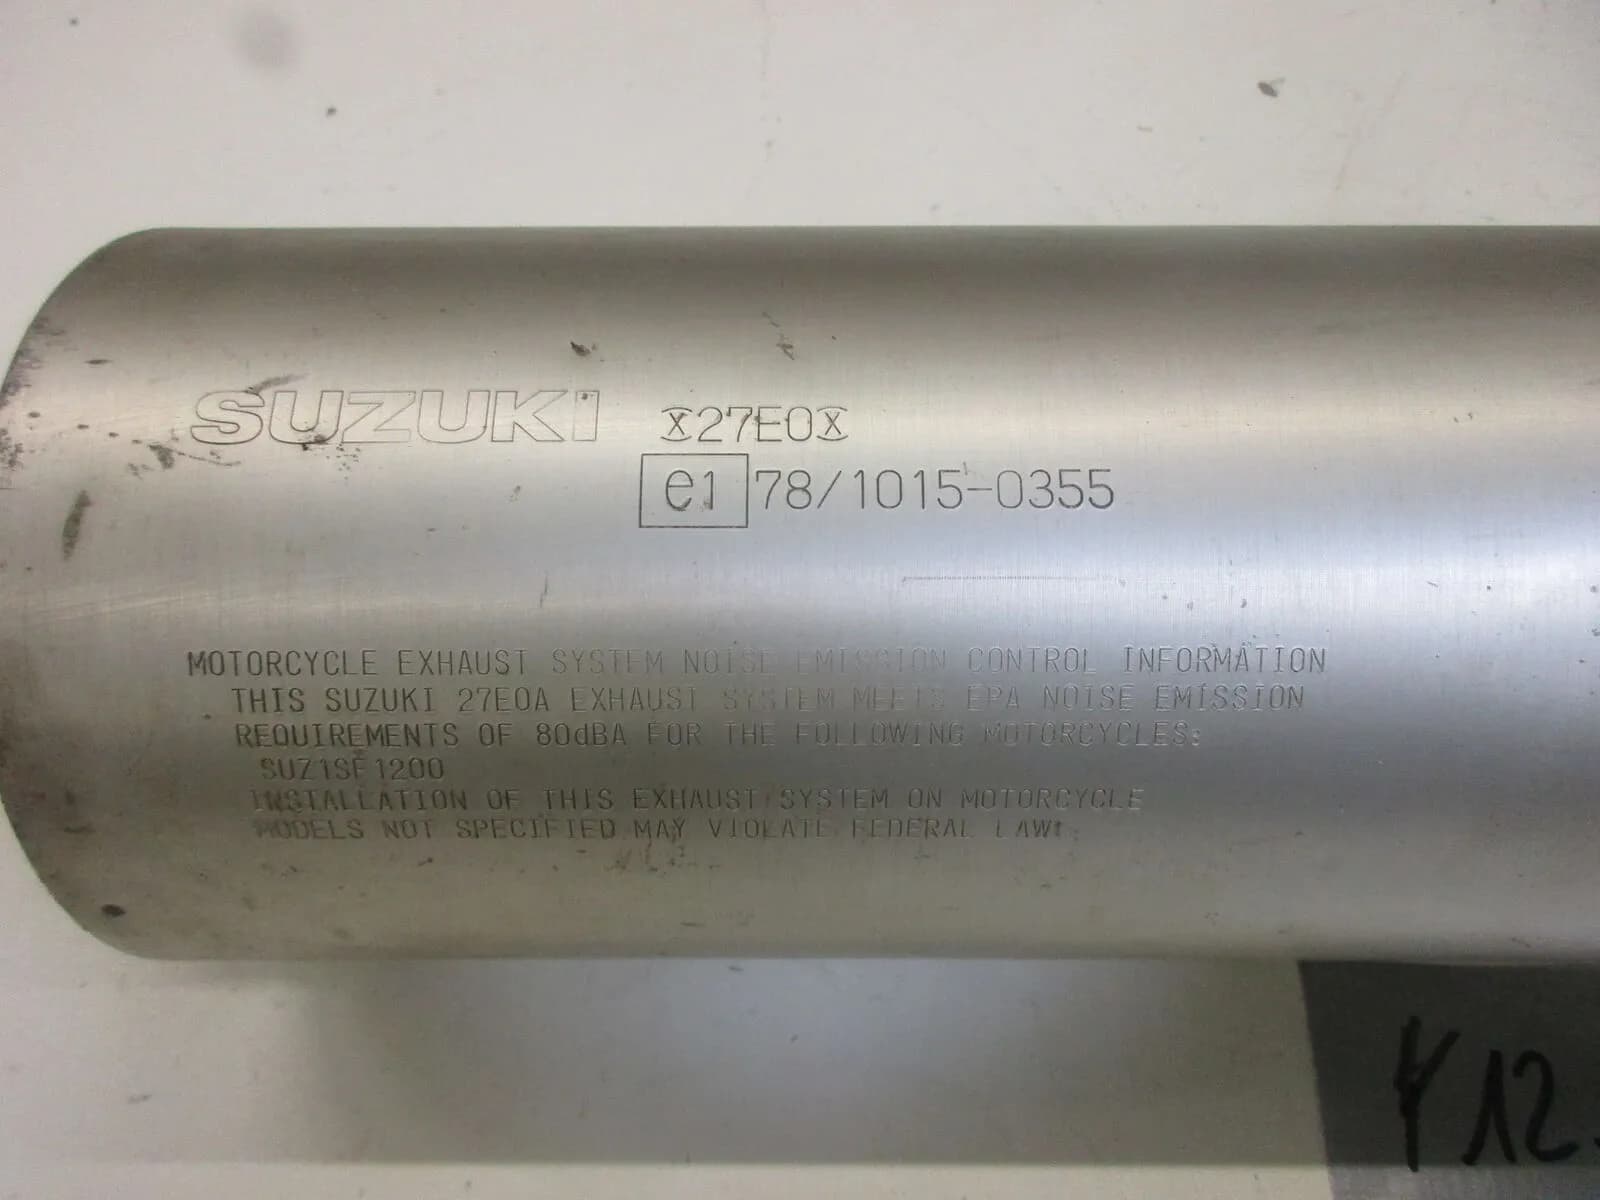 SUZUKI 27E0
e1 78/1015-0355
MOTORCYCLE EXHAUST SYSTEM NOISE EMISSION CONTROL INFORMATION
THIS SUZUKI 27E0A EXHAUST SYSTEM MEETS EPA NOISE EMISSION
REQUIREMENTS OF 80dBA FOR THE FOLLOWING MOTORCYCLES:
SUZ1SF1200
INSTALLATION OF THIS EXHAUST SYSTEM ON MOTORCYCLE
MODELS NOT SPECIFIED MAY VIOLATE FEDERAL LAW
12